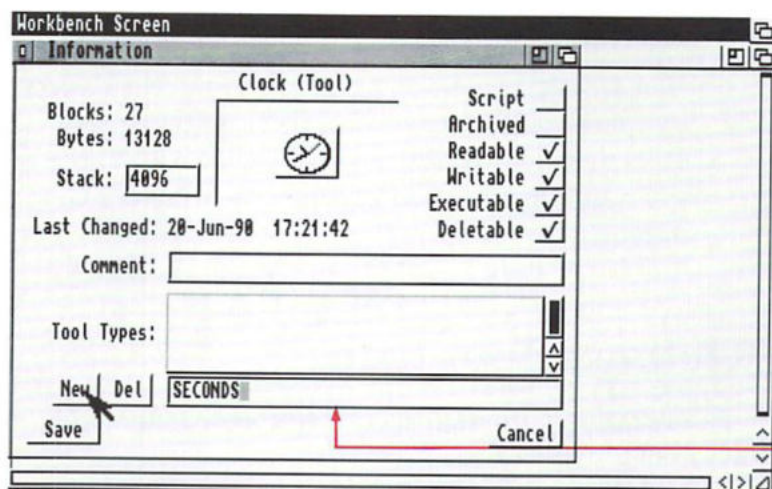 Workbench Screen
Information
Clock (Tool)
Blocks: 27
Bytes: 13128
Stack: 4096
Script
Archived
Readable ✓
Writable ✓
Executable ✓
Deletable ✓
Last Changed: 20-Jun-90 17:21:42
Comment:
Tool Types:
New Del SECONDS
Save Cancel